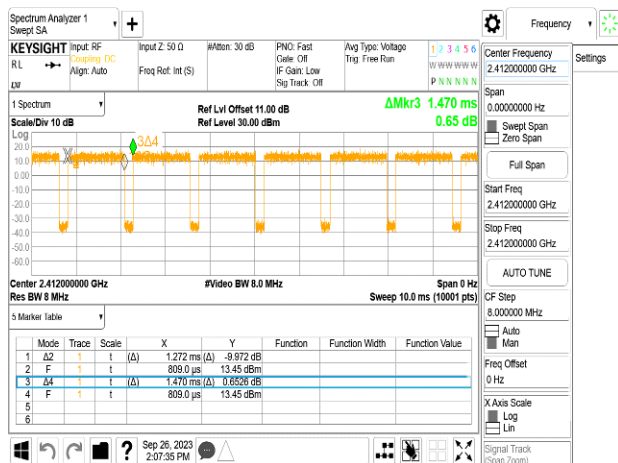 Spectrum Analyzer 1
Swept SA
Frequency
KEYSIGHT
RL
Input: RF
Coupling: DC
Align: Auto
Input Z: 50 Ω
Freq Ref: Int (S)
#Atten: 30 dB
PNO: Fast
Gate: Off
IF Gain: Low
Sig Track: Off
Avg Type: Voltage
Trig: Free Run
1 2 3 4 5 6
W W W W W W
P N N N N N
Settings
Center Frequency
2.412000000 GHz
Span
0.00000000 Hz
Swept Span
Zero Span
Full Span
Start Freq
2.412000000 GHz
Stop Freq
2.412000000 GHz
AUTO TUNE
CF Step
8.000000 MHz
Auto
Man
Freq Offset
0 Hz
X Axis Scale
Log
Lin
Signal Track
(Span Zoom)
1 Spectrum
Scale/Div 10 dB
Ref Lvl Offset 11.00 dB
Ref Level 30.00 dBm
ΔMkr3 1.470 ms
0.65 dB
Log
20.0
10.0
0.00
-10.0
-20.0
-30.0
-40.0
-50.0
-60.0
3Δ4
Center 2.412000000 GHz
Res BW 8 MHz
#Video BW 8.0 MHz
Span 0 Hz
Sweep 10.0 ms (10001 pts)
5 Marker Table
Mode Trace Scale X Y Function Function Width Function Value
1 Δ2 1 t (Δ) 1.272 ms (Δ) -9.972 dB
2 F 1 t 809.0 µs 13.45 dBm
3 Δ4 1 t (Δ) 1.470 ms (Δ) 0.6526 dB
4 F 1 t 809.0 µs 13.45 dBm
5
6
Sep 26, 2023
2:07:35 PM